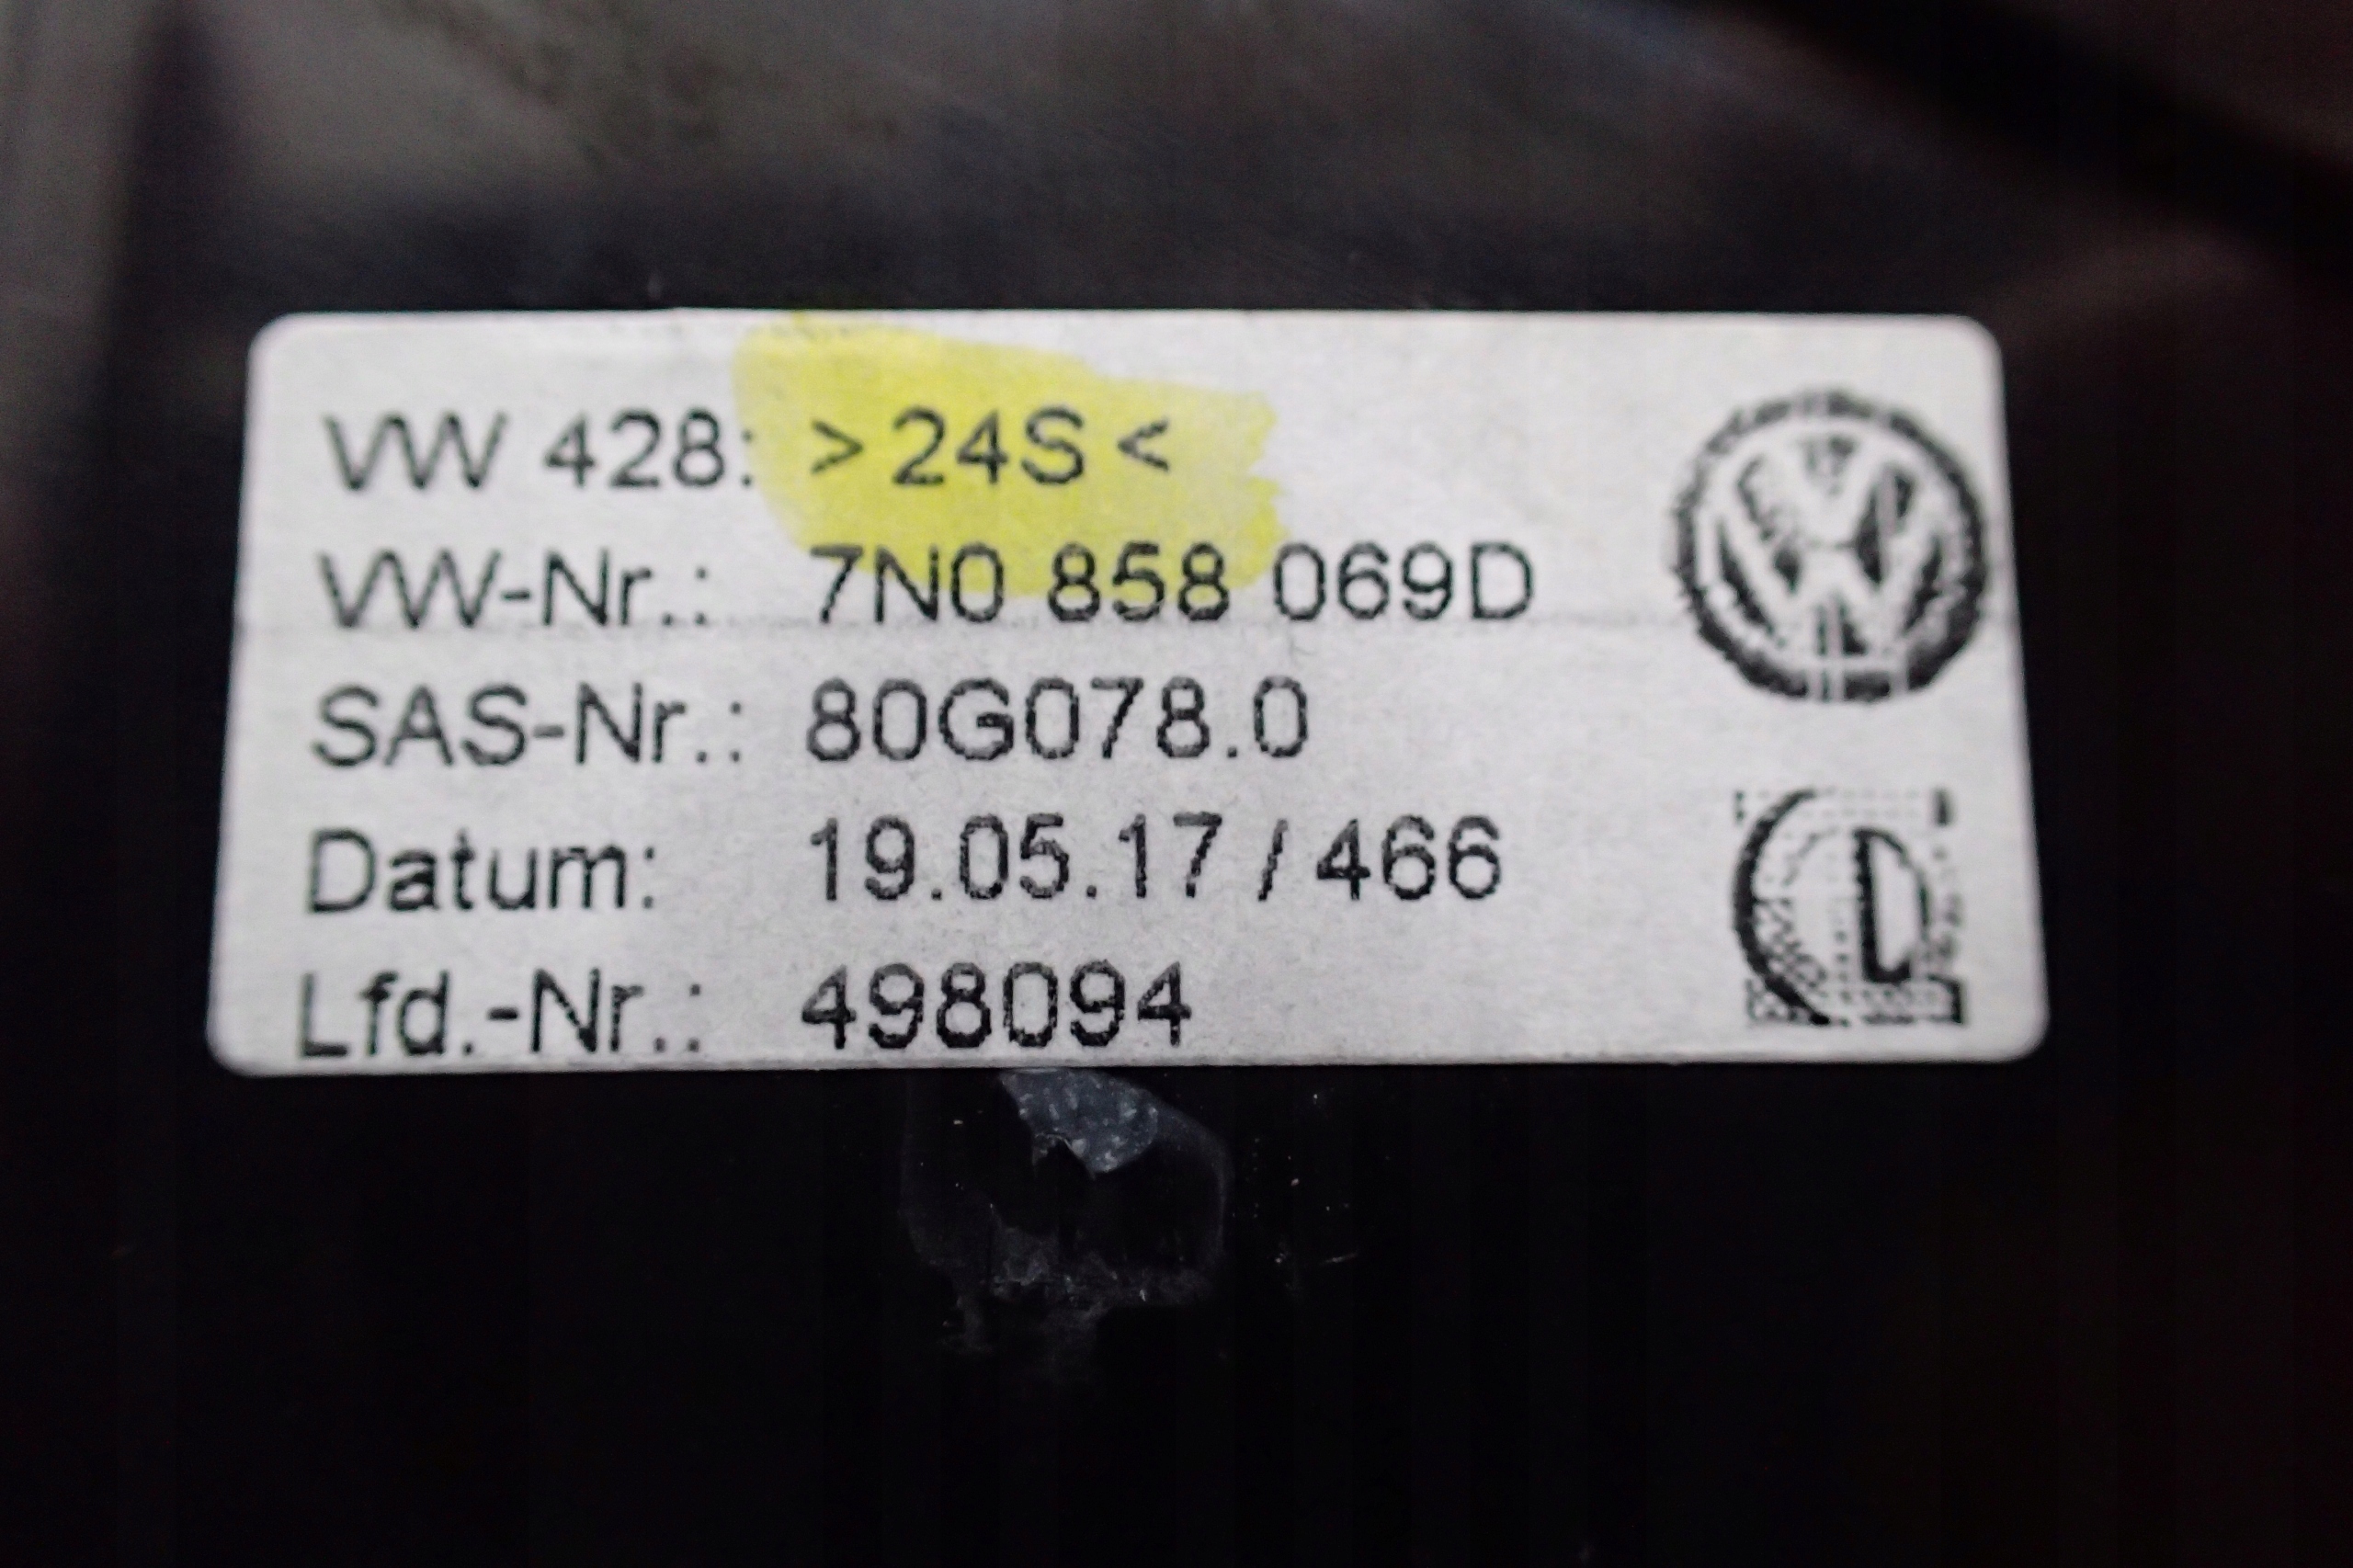 VW 428: >24S<
VW-Nr.: 7N0 858 069D
SAS-Nr.: 80G078.0
Datum: 19.05.17 / 466
Lfd.-Nr.: 498094